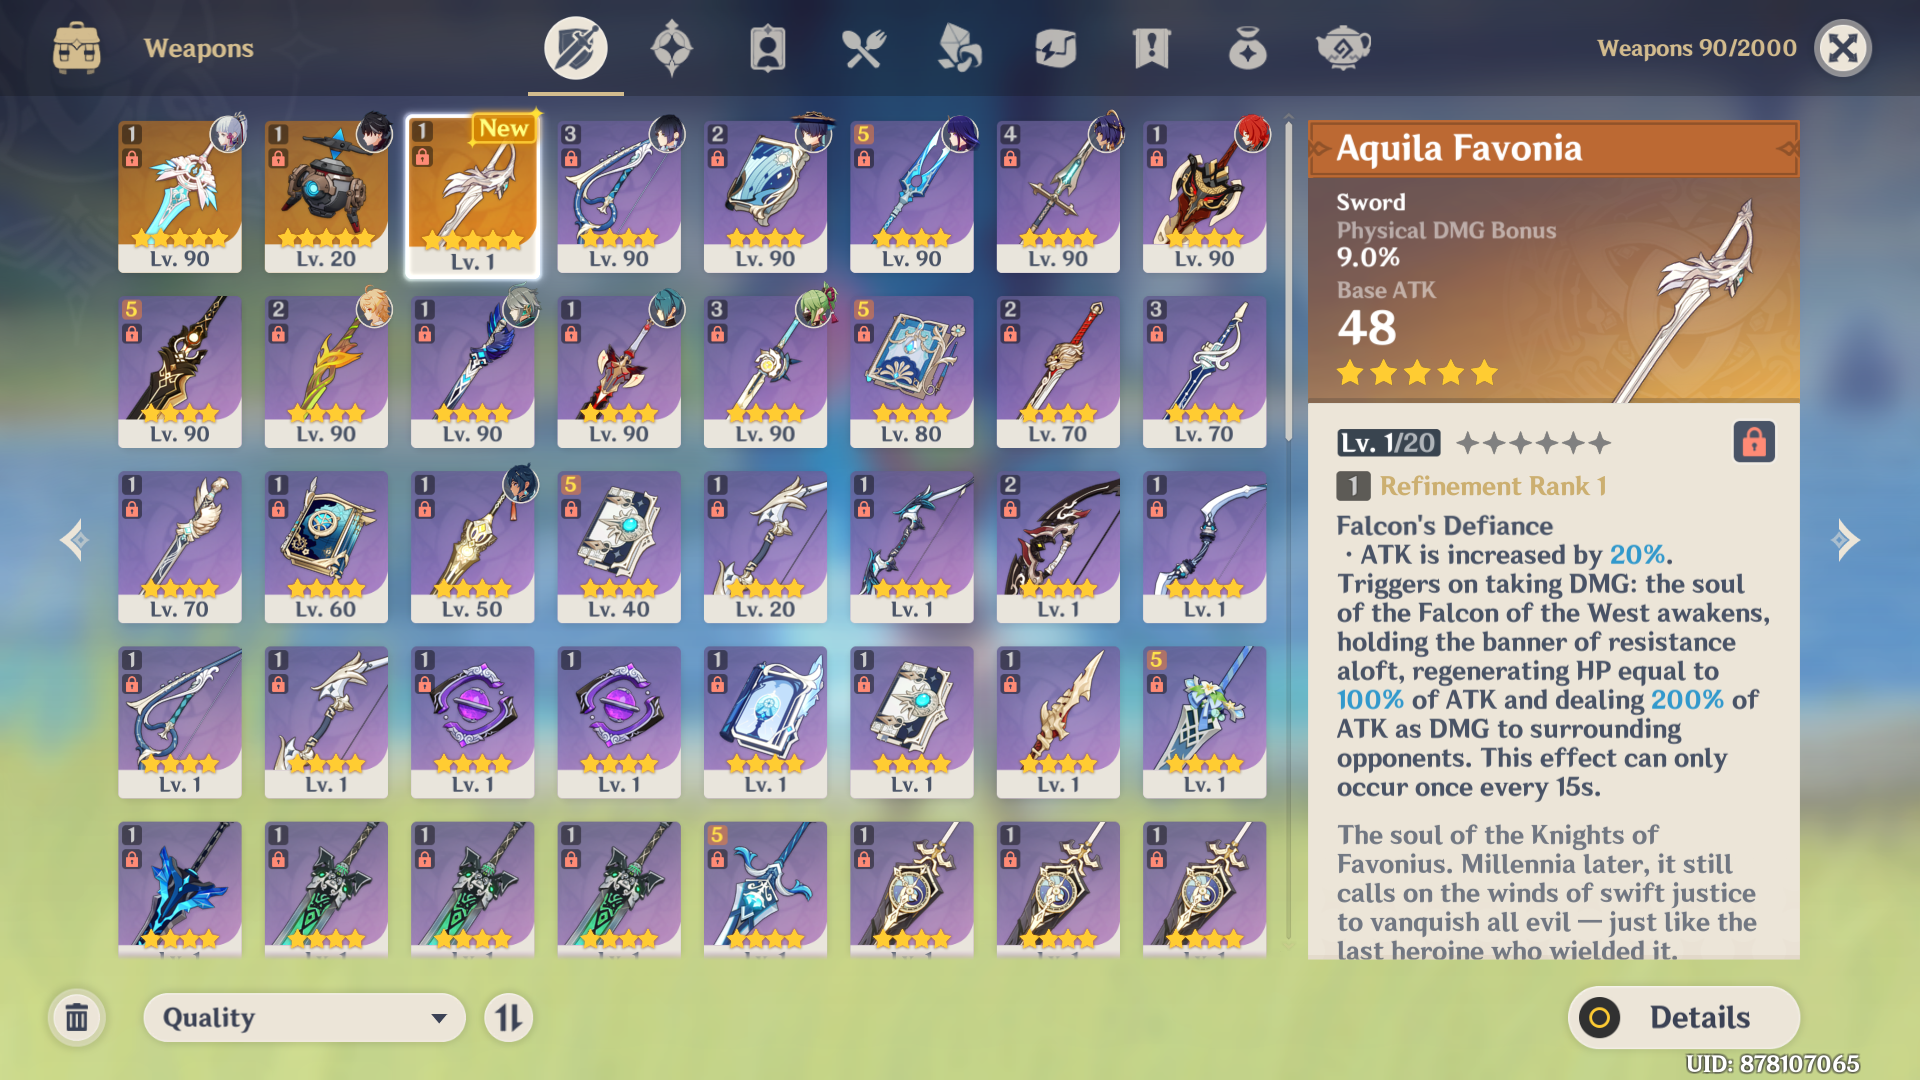 Weapons
Weapons 90/2000
1
1
1
New
3
2
5
4
1
Lv. 90
Lv. 20
Lv. 1
Lv. 90
Lv. 90
Lv. 90
Lv. 90
Lv. 90
5
2
1
1
3
5
2
3
Lv. 90
Lv. 90
Lv. 90
Lv. 90
Lv. 90
Lv. 80
Lv. 70
Lv. 70
1
1
1
5
1
1
2
1
Lv. 70
Lv. 60
Lv. 50
Lv. 40
Lv. 20
Lv. 1
Lv. 1
Lv. 1
1
1
1
1
1
1
1
5
Lv. 1
Lv. 1
Lv. 1
Lv. 1
Lv. 1
Lv. 1
Lv. 1
Lv. 1
1
1
1
1
5
1
1
1
Aquila Favonia
Sword
Physical DMG Bonus
9.0%
Base ATK
48
Lv. 1/20
1 Refinement Rank 1
Falcon's Defiance
· ATK is increased by 20%.
Triggers on taking DMG: the soul
of the Falcon of the West awakens,
holding the banner of resistance
aloft, regenerating HP equal to
100% of ATK and dealing 200% of
ATK as DMG to surrounding
opponents. This effect can only
occur once every 15s.
The soul of the Knights of
Favonius. Millennia later, it still
calls on the winds of swift justice
to vanquish all evil — just like the
last heroine who wielded it.
Quality
Details
UID: 878107065